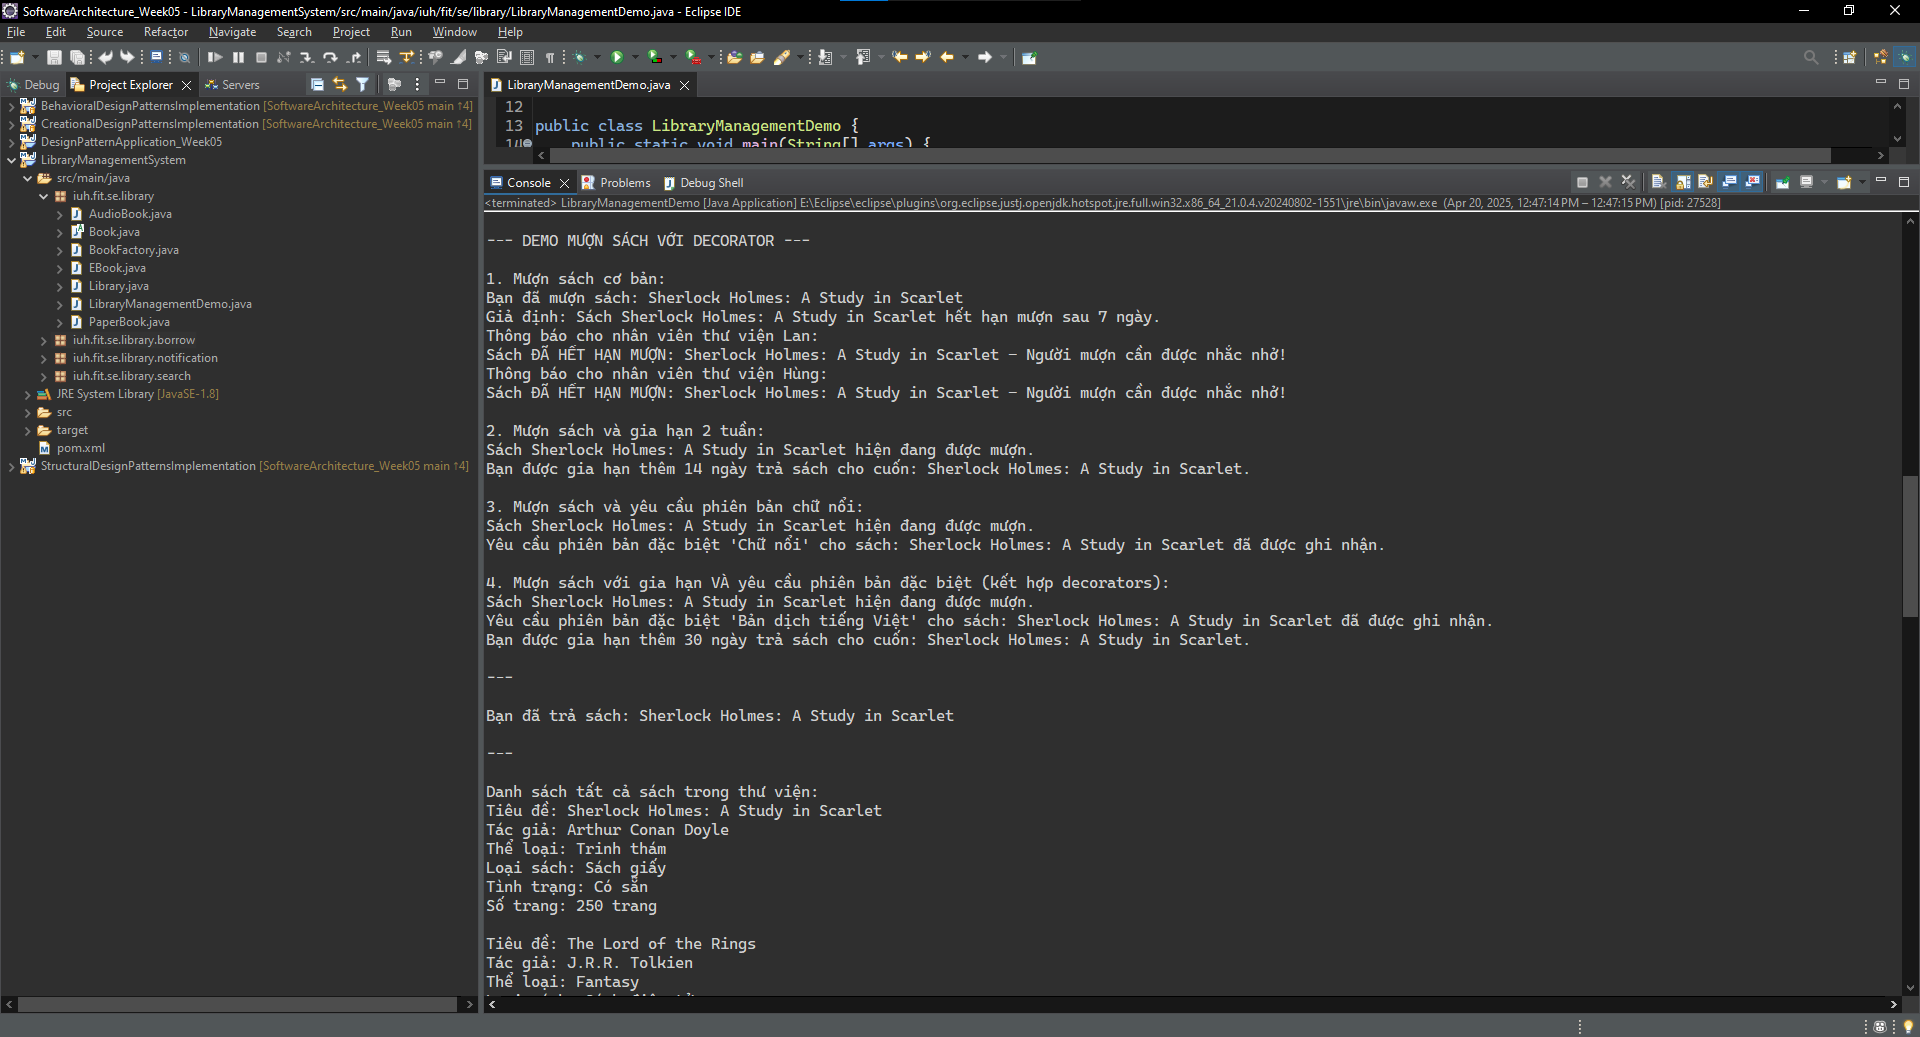 SoftwareArchitecture_Week05 - LibraryManagementSystem/src/main/java/iuh/fit/se/library/LibraryManagementDemo.java - Eclipse IDE
File Edit Source Refactor Navigate Search Project Run Window Help
Debug Project Explorer Servers
BehavioralDesignPatternsImplementation [SoftwareArchitecture_Week05 main ↑4]
CreationalDesignPatternsImplementation [SoftwareArchitecture_Week05 main ↑4]
DesignPatternApplication_Week05
LibraryManagementSystem
src/main/java
iuh.fit.se.library
AudioBook.java
Book.java
BookFactory.java
EBook.java
Library.java
LibraryManagementDemo.java
PaperBook.java
iuh.fit.se.library.borrow
iuh.fit.se.library.notification
iuh.fit.se.library.search
JRE System Library [JavaSE-1.8]
src
target
pom.xml
StructuralDesignPatternsImplementation [SoftwareArchitecture_Week05 main ↑4]
LibraryManagementDemo.java
12
13 public class LibraryManagementDemo {
14 public static void main(String[] args) {
Console Problems Debug Shell
<terminated> LibraryManagementDemo [Java Application] E:\Eclipse\eclipse\plugins\org.eclipse.justj.openjdk.hotspot.jre.full.win32.x86_64_21.0.4.v20240802-1551\jre\bin\javaw.exe (Apr 20, 2025, 12:47:14 PM – 12:47:15 PM) [pid: 27528]
--- DEMO MƯỢN SÁCH VỚI DECORATOR ---
1. Mượn sách cơ bản:
Bạn đã mượn sách: Sherlock Holmes: A Study in Scarlet
Giả định: Sách Sherlock Holmes: A Study in Scarlet hết hạn mượn sau 7 ngày.
Thông báo cho nhân viên thư viện Lan:
Sách ĐÃ HẾT HẠN MƯỢN: Sherlock Holmes: A Study in Scarlet - Người mượn cần được nhắc nhở!
Thông báo cho nhân viên thư viện Hùng:
Sách ĐÃ HẾT HẠN MƯỢN: Sherlock Holmes: A Study in Scarlet - Người mượn cần được nhắc nhở!
2. Mượn sách và gia hạn 2 tuần:
Sách Sherlock Holmes: A Study in Scarlet hiện đang được mượn.
Bạn được gia hạn thêm 14 ngày trả sách cho cuốn: Sherlock Holmes: A Study in Scarlet.
3. Mượn sách và yêu cầu phiên bản chữ nổi:
Sách Sherlock Holmes: A Study in Scarlet hiện đang được mượn.
Yêu cầu phiên bản đặc biệt 'Chữ nổi' cho sách: Sherlock Holmes: A Study in Scarlet đã được ghi nhận.
4. Mượn sách với gia hạn VÀ yêu cầu phiên bản đặc biệt (kết hợp decorators):
Sách Sherlock Holmes: A Study in Scarlet hiện đang được mượn.
Yêu cầu phiên bản đặc biệt 'Bản dịch tiếng Việt' cho sách: Sherlock Holmes: A Study in Scarlet đã được ghi nhận.
Bạn được gia hạn thêm 30 ngày trả sách cho cuốn: Sherlock Holmes: A Study in Scarlet.
---
Bạn đã trả sách: Sherlock Holmes: A Study in Scarlet
---
Danh sách tất cả sách trong thư viện:
Tiêu đề: Sherlock Holmes: A Study in Scarlet
Tác giả: Arthur Conan Doyle
Thể loại: Trinh thám
Loại sách: Sách giấy
Tình trạng: Có sẵn
Số trang: 250 trang
Tiêu đề: The Lord of the Rings
Tác giả: J.R.R. Tolkien
Thể loại: Fantasy